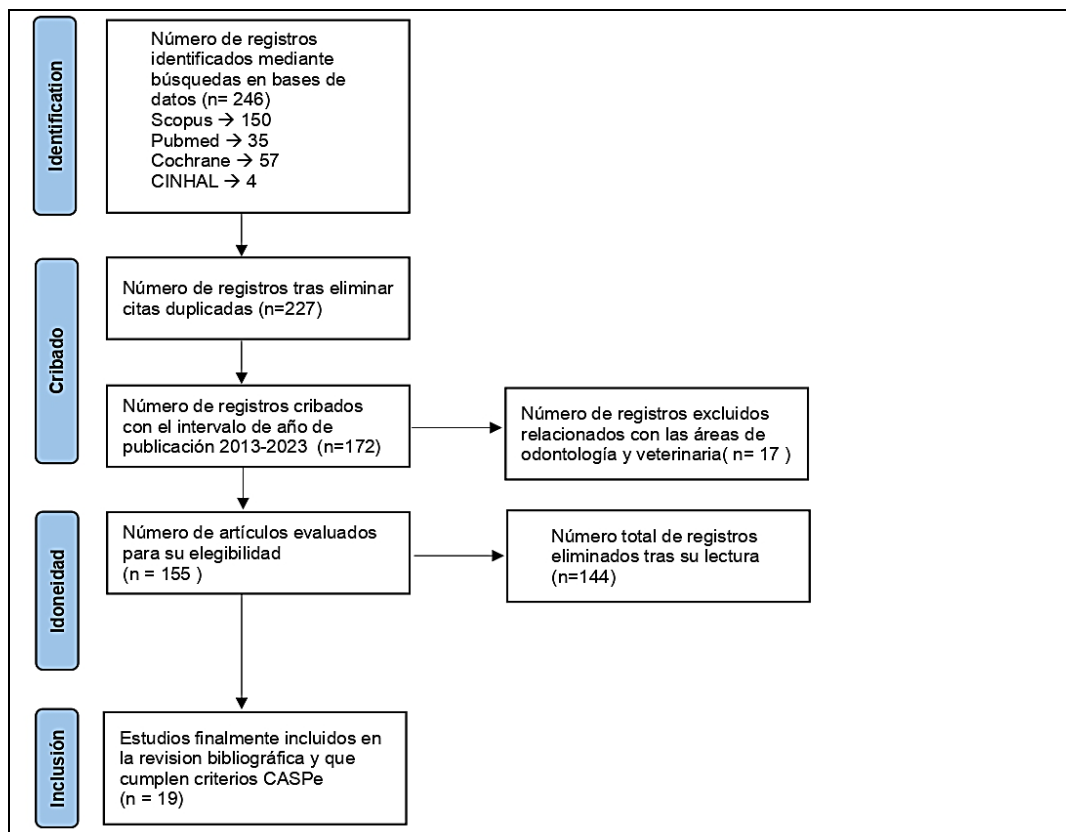 Identification
Número de registros
identificados mediante
búsquedas en bases de
datos (n= 246)
Scopus → 150
Pubmed → 35
Cochrane → 57
CINHAL → 4
Cribado
Número de registros tras eliminar
citas duplicadas (n=227)
Número de registros cribados
con el intervalo de año de
publicación 2013-2023 (n=172)
Número de registros excluidos
relacionados con las áreas de
odontología y veterinaria( n= 17 )
Idoneidad
Número de artículos evaluados
para su elegibilidad
(n = 155 )
Número total de registros
eliminados tras su lectura
(n=144)
Inclusión
Estudios finalmente incluidos en
la revision bibliográfica y que
cumplen criterios CASPe
(n = 19)